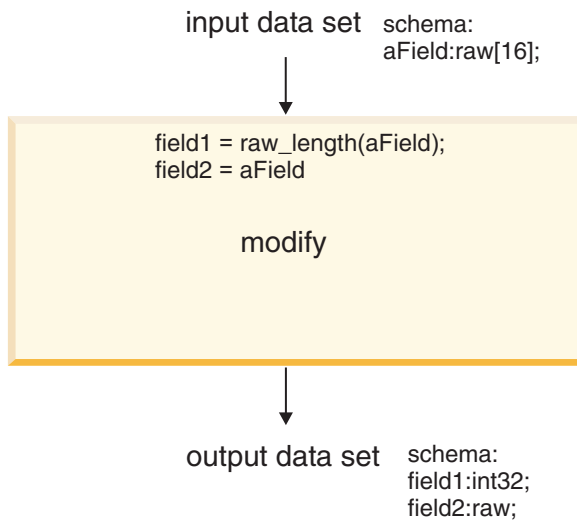 input data set
schema:
aField:raw[16];
field1 = raw_length(aField);
field2 = aField
modify
output data set
schema:
field1:int32;
field2:raw;